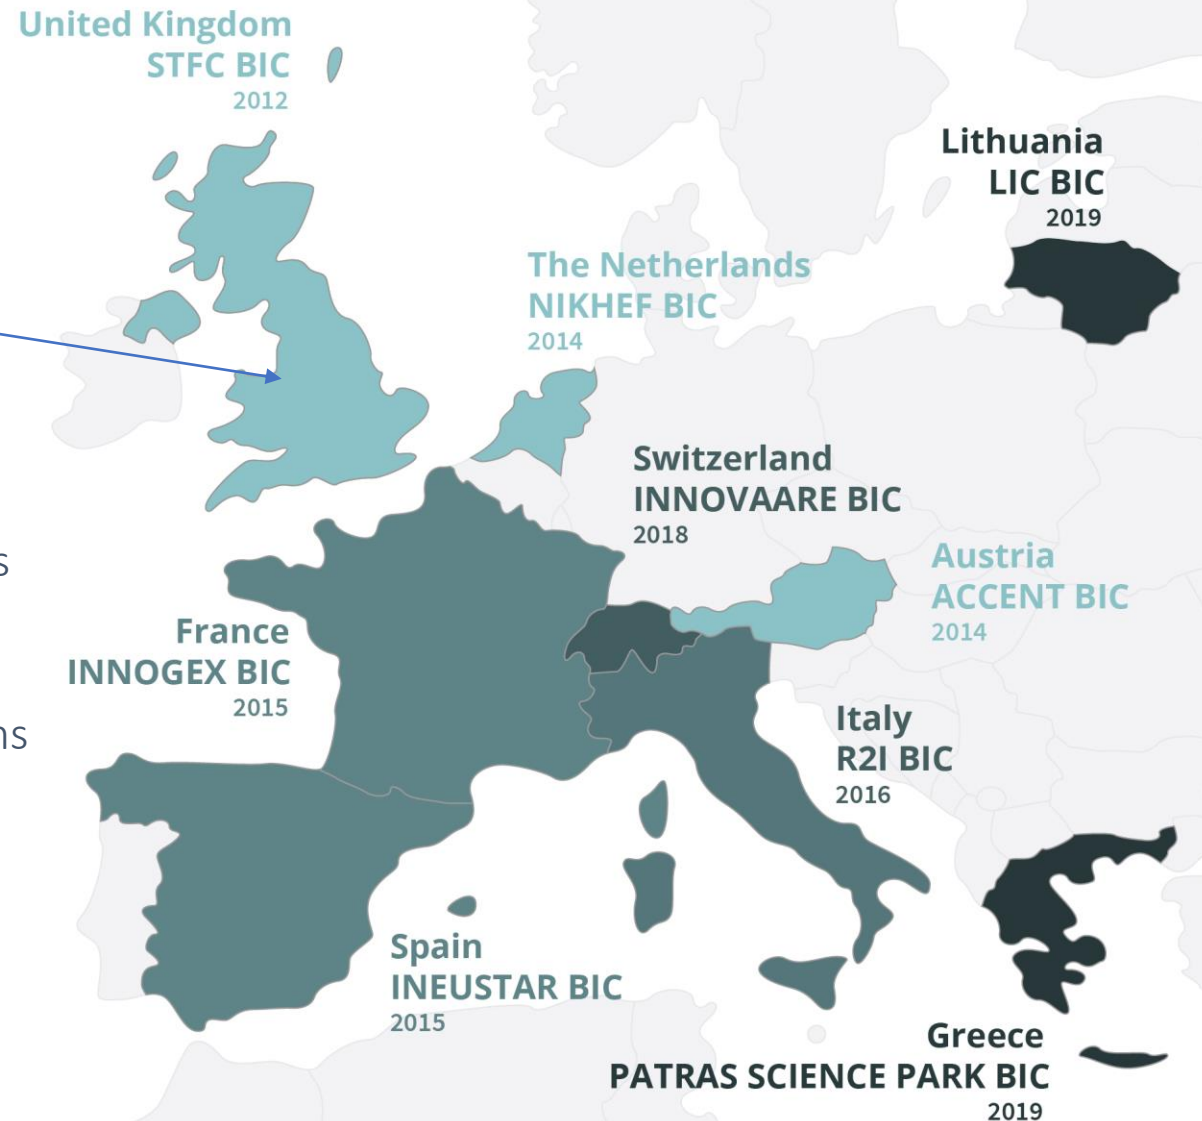 United Kingdom
STFC BIC
2012
Lithuania
LIC BIC
2019
The Netherlands
NIKHEF BIC
2014
Switzerland
INNOVAARE BIC
2018
Austria
ACCENT BIC
2014
France
INNOGEX BIC
2015
Italy
R2I BIC
2016
Spain
INEUSTAR BIC
2015
Greece
PATRAS SCIENCE PARK BIC
2019